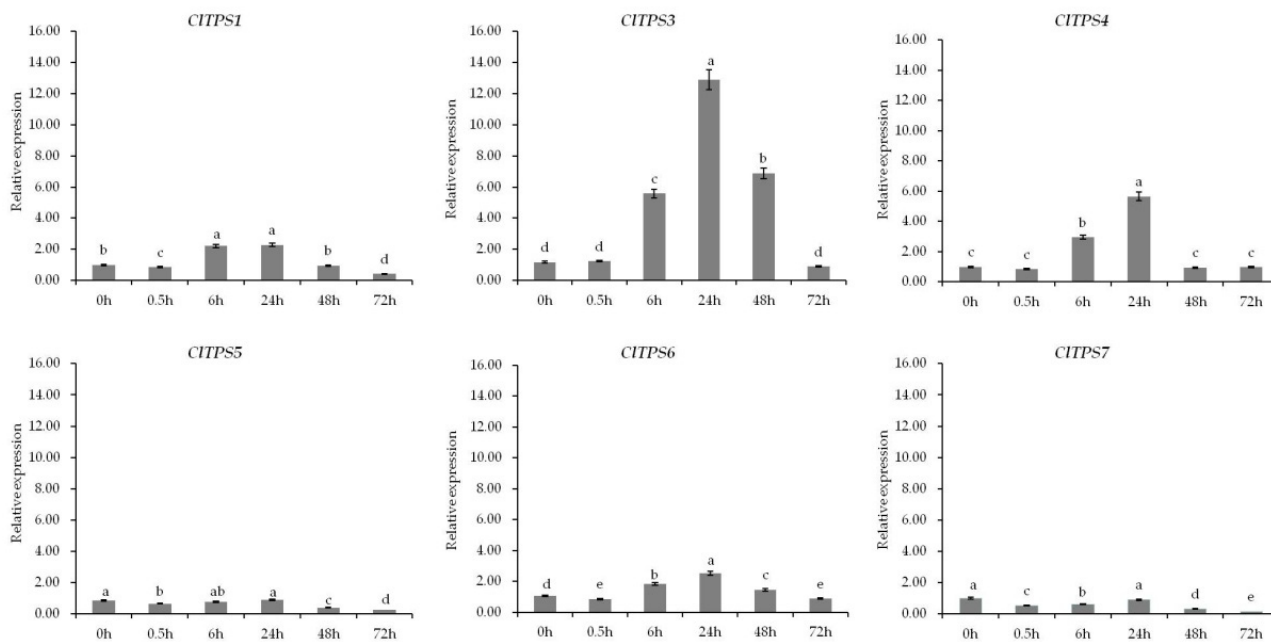 CITPS1
16.00
14.00
12.00
10.00
8.00
6.00
4.00
2.00
0.00
Relative expression
b
c
a
a
b
d
0h
0.5h
6h
24h
48h
72h
CITPS3
16.00
14.00
12.00
10.00
8.00
6.00
4.00
2.00
0.00
Relative expression
d
d
c
a
b
d
0h
0.5h
6h
24h
48h
72h
CITPS4
16.00
14.00
12.00
10.00
8.00
6.00
4.00
2.00
0.00
Relative expression
c
c
b
a
c
c
0h
0.5h
6h
24h
48h
72h
CITPS5
16.00
14.00
12.00
10.00
8.00
6.00
4.00
2.00
0.00
Relative expression
a
b
ab
a
c
d
0h
0.5h
6h
24h
48h
72h
CITPS6
16.00
14.00
12.00
10.00
8.00
6.00
4.00
2.00
0.00
Relative expression
d
e
b
a
c
e
0h
0.5h
6h
24h
48h
72h
CITPS7
16.00
14.00
12.00
10.00
8.00
6.00
4.00
2.00
0.00
Relative expression
a
c
b
a
d
e
0h
0.5h
6h
24h
48h
72h